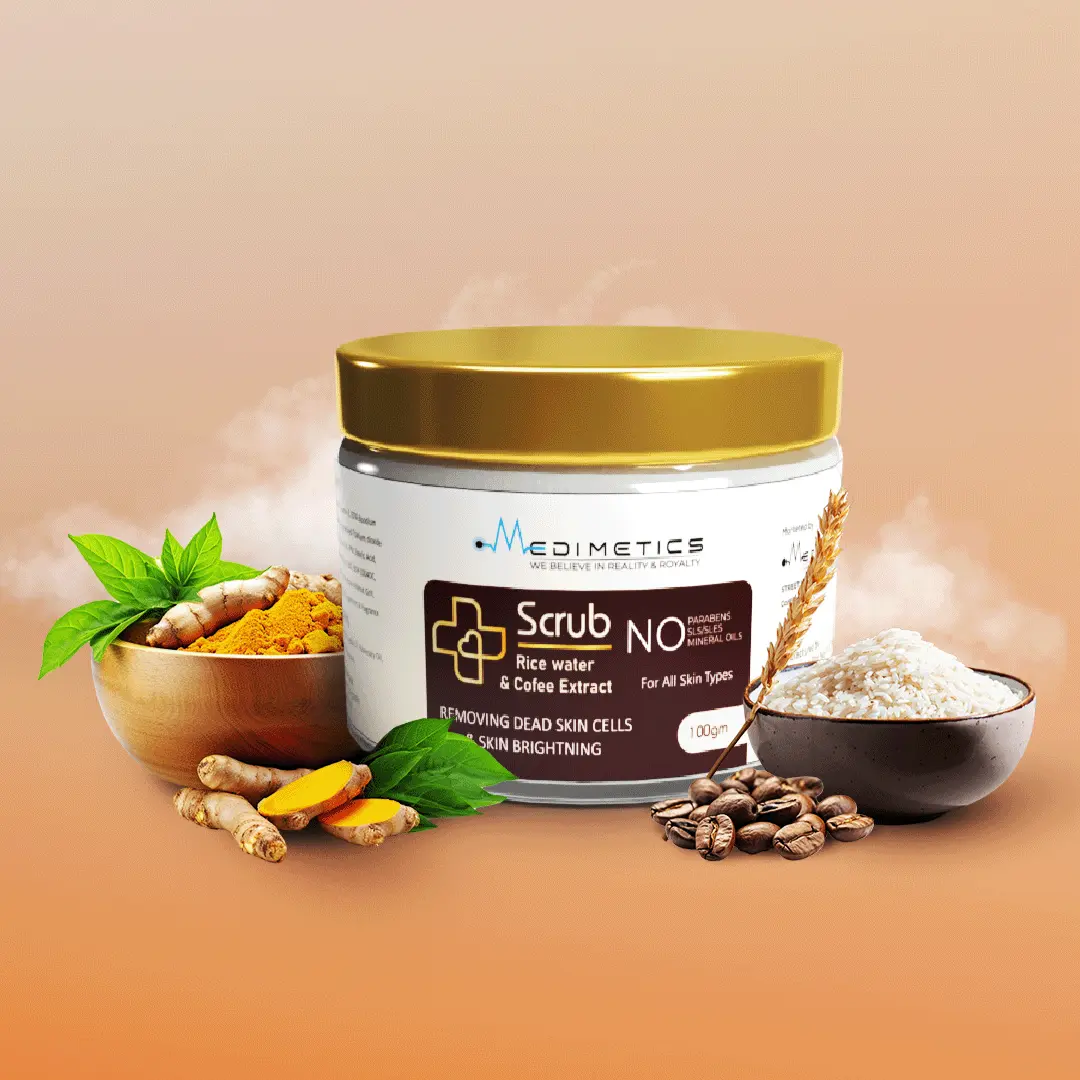 MEDIMETICS
WE BELIEVE IN REALITY & ROYALTY
Scrub
Rice water
& Cofee Extract
NO
PARABENS
SLS/SLES
MINERAL OILS
For All Skin Types
REMOVING DEAD SKIN CELLS
& SKIN BRIGHTNING
100gm